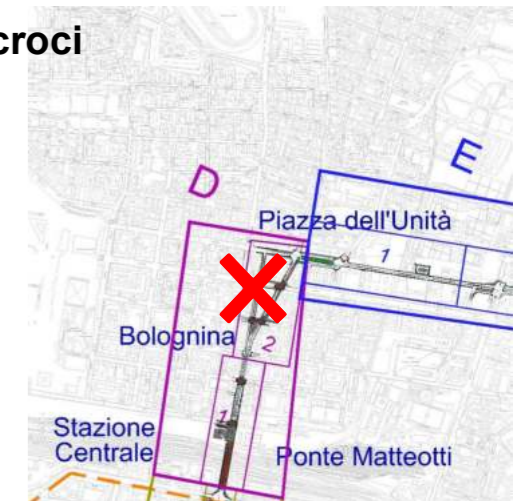 croci
D
E
Piazza dell'Unità
1
Bolognina
2
1
Stazione
Centrale
Ponte Matteotti